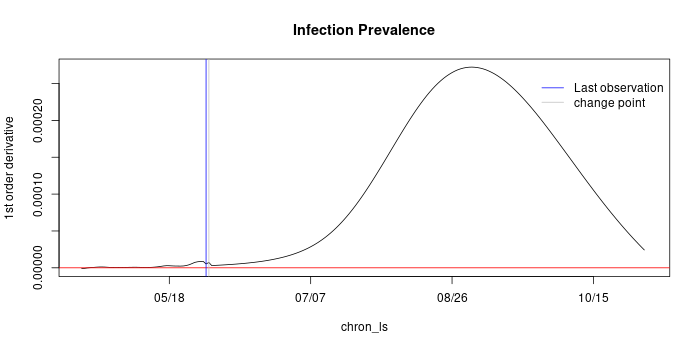 Infection Prevalence
1st order derivative
0.00020
0.00010
0.00000
Last observation
change point
05/18 07/07 08/26 10/15
chron_ls